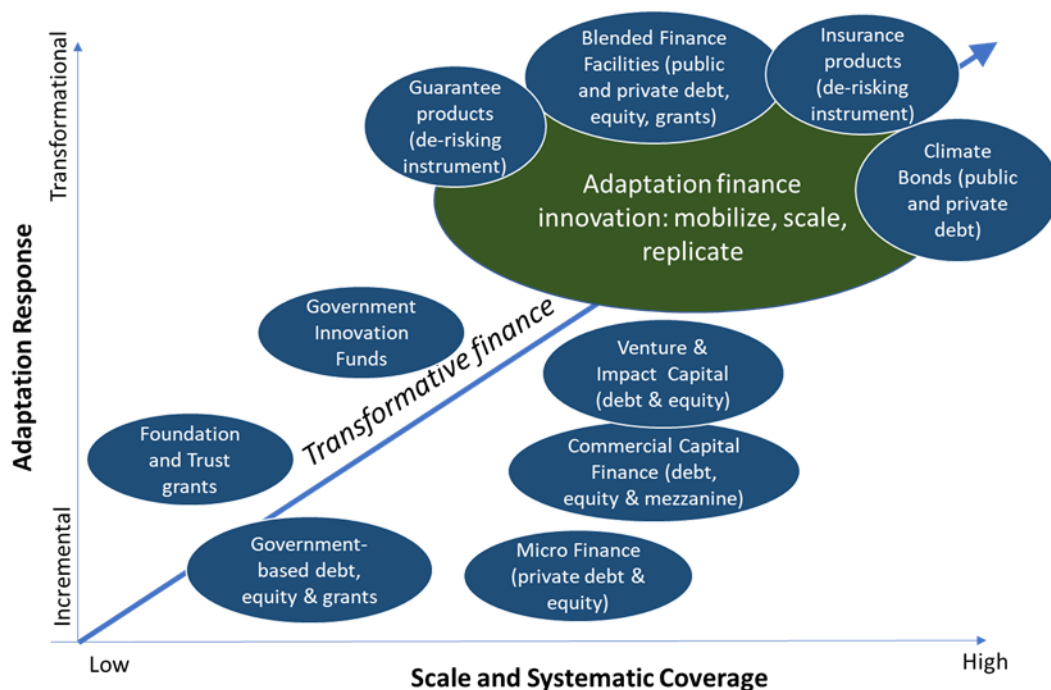 Transformational
Adaptation Response
Incremental
Blended Finance
Facilities (public
and private debt,
equity, grants)
Insurance
products
(de-risking
instrument)
Guarantee
products
(de-risking
instrument)
Climate
Bonds (public
and private
debt)
Adaptation finance
innovation: mobilize, scale,
replicate
Government
Innovation
Funds
Transformative finance
Venture &
Impact Capital
(debt & equity)
Foundation
and Trust
grants
Commercial Capital
Finance (debt,
equity & mezzanine)
Government-
based debt,
equity & grants
Micro Finance
(private debt &
equity)
Low
High
Scale and Systematic Coverage